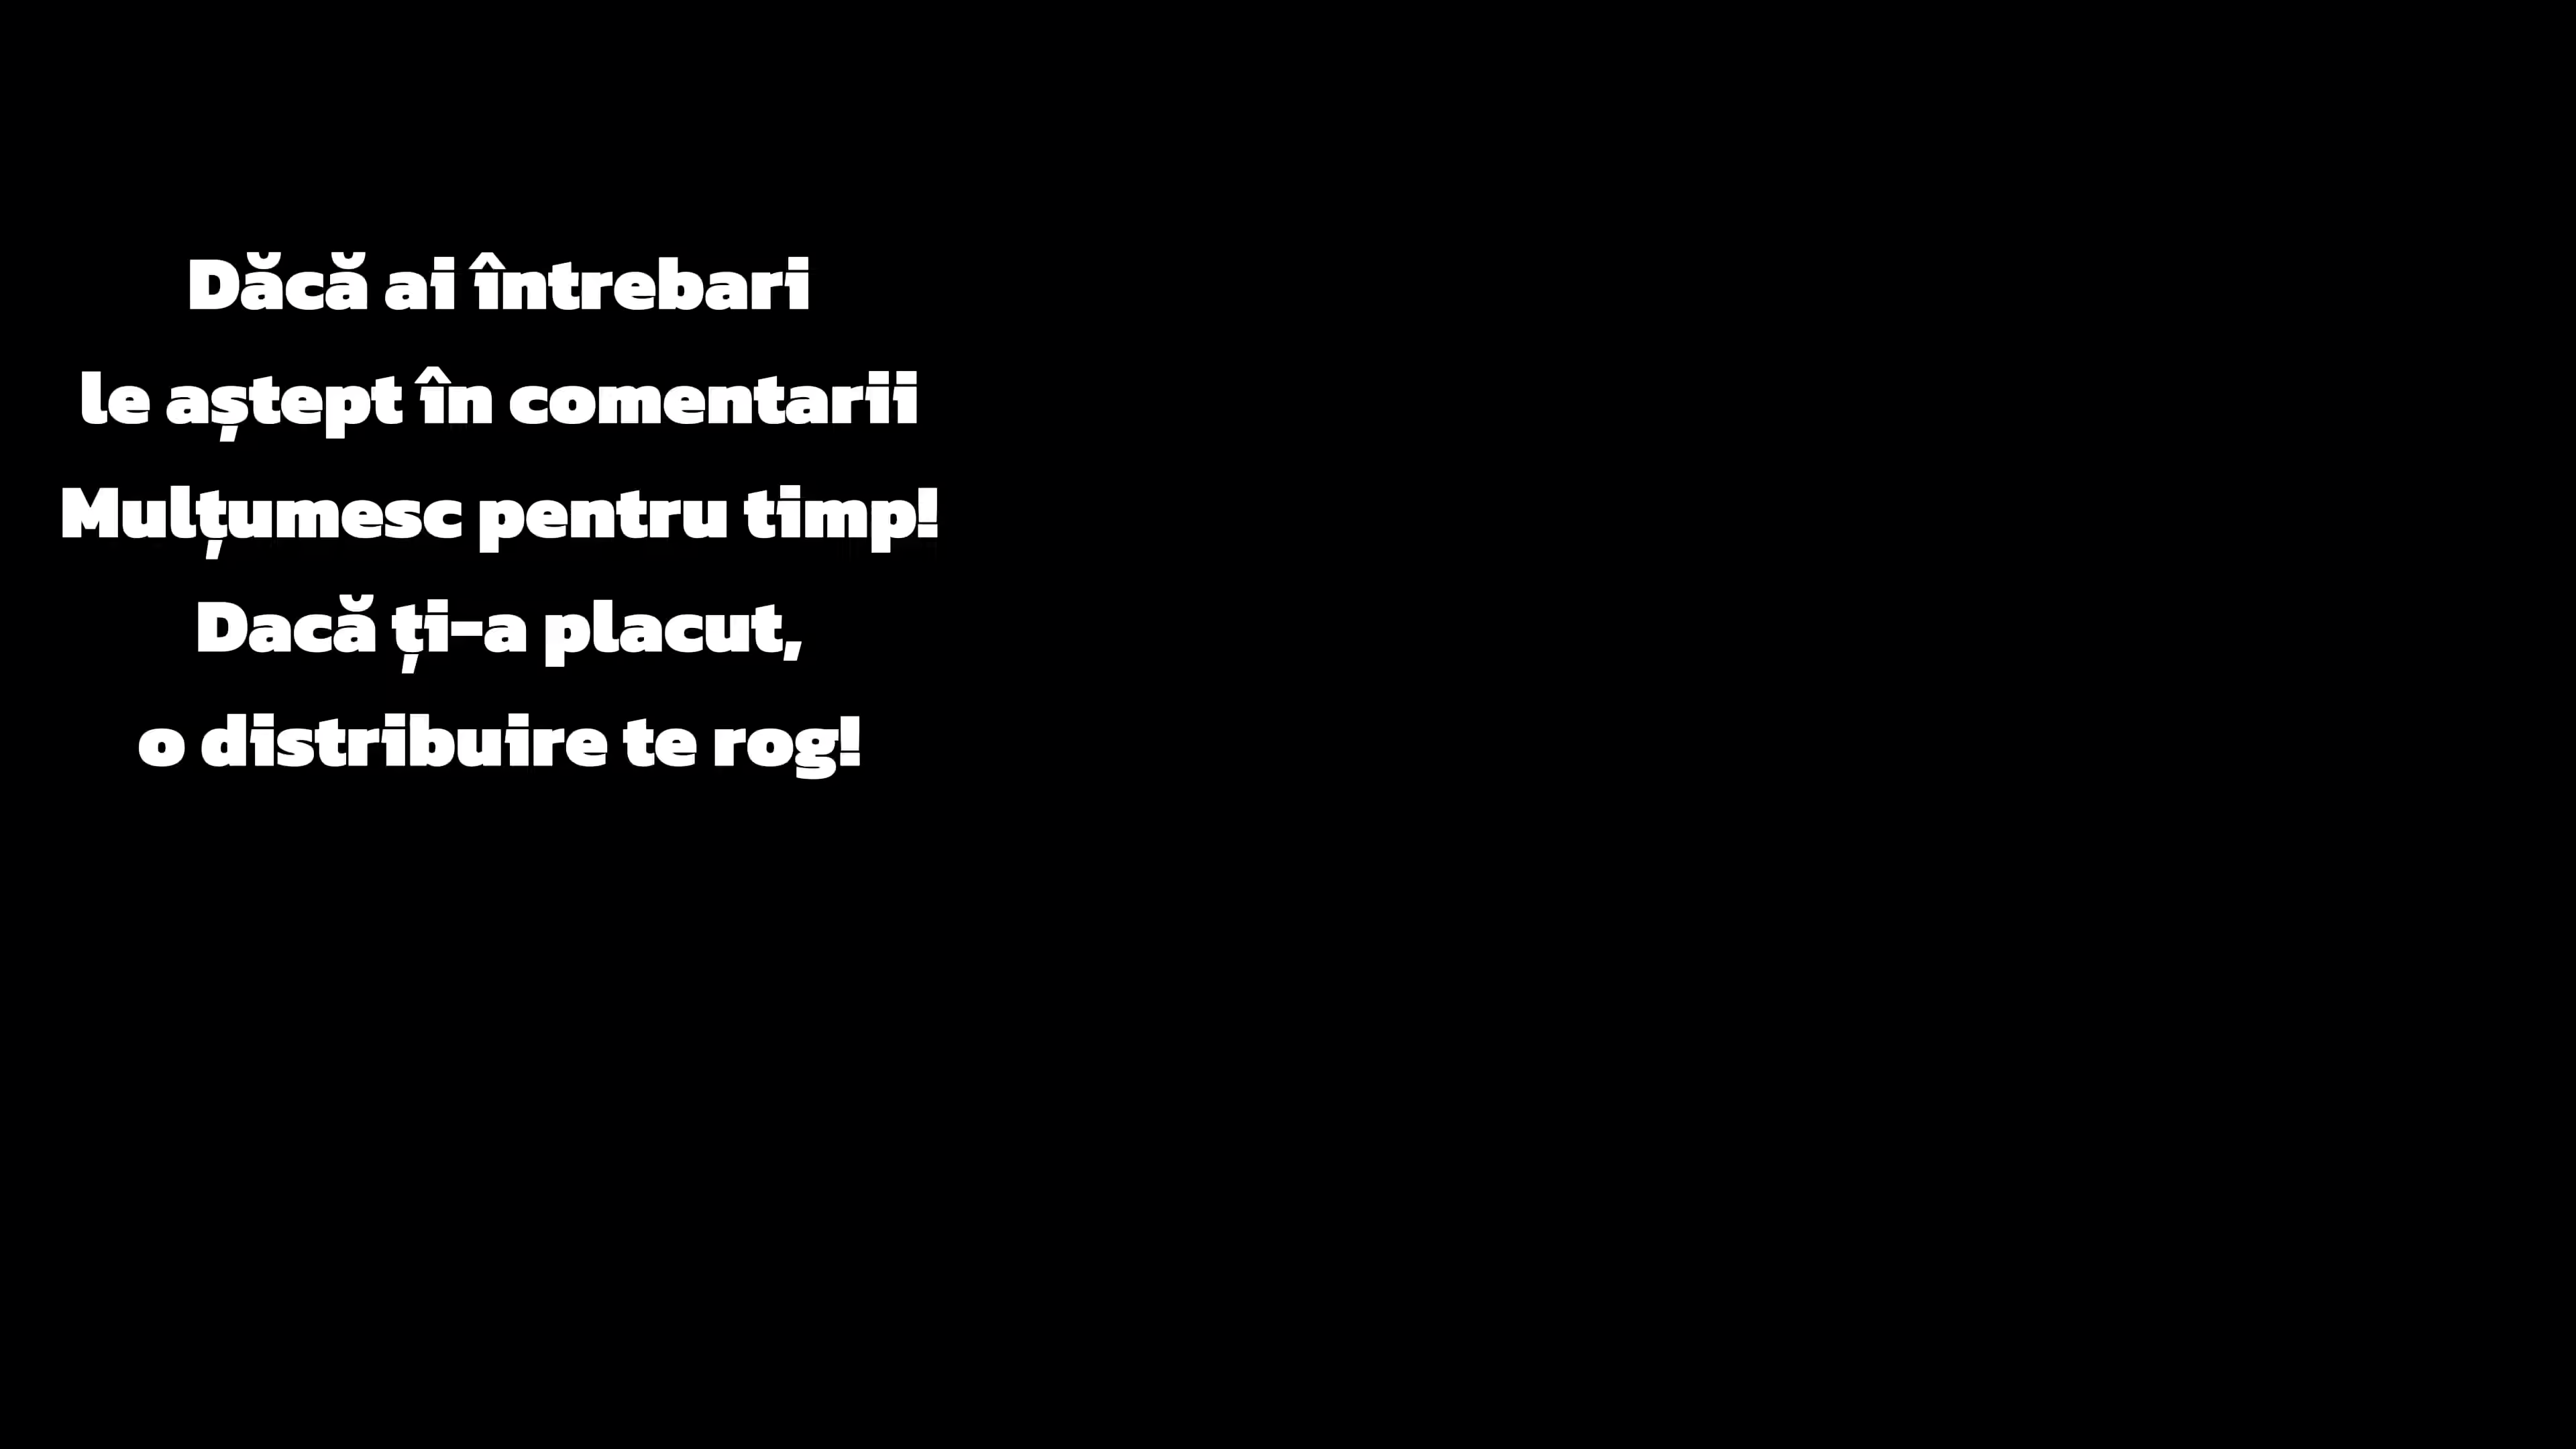 Dăcă ai întrebari
le aștept în comentarii
Mulțumesc pentru timp!
Dacă ți-a placut,
o distribuire te rog!